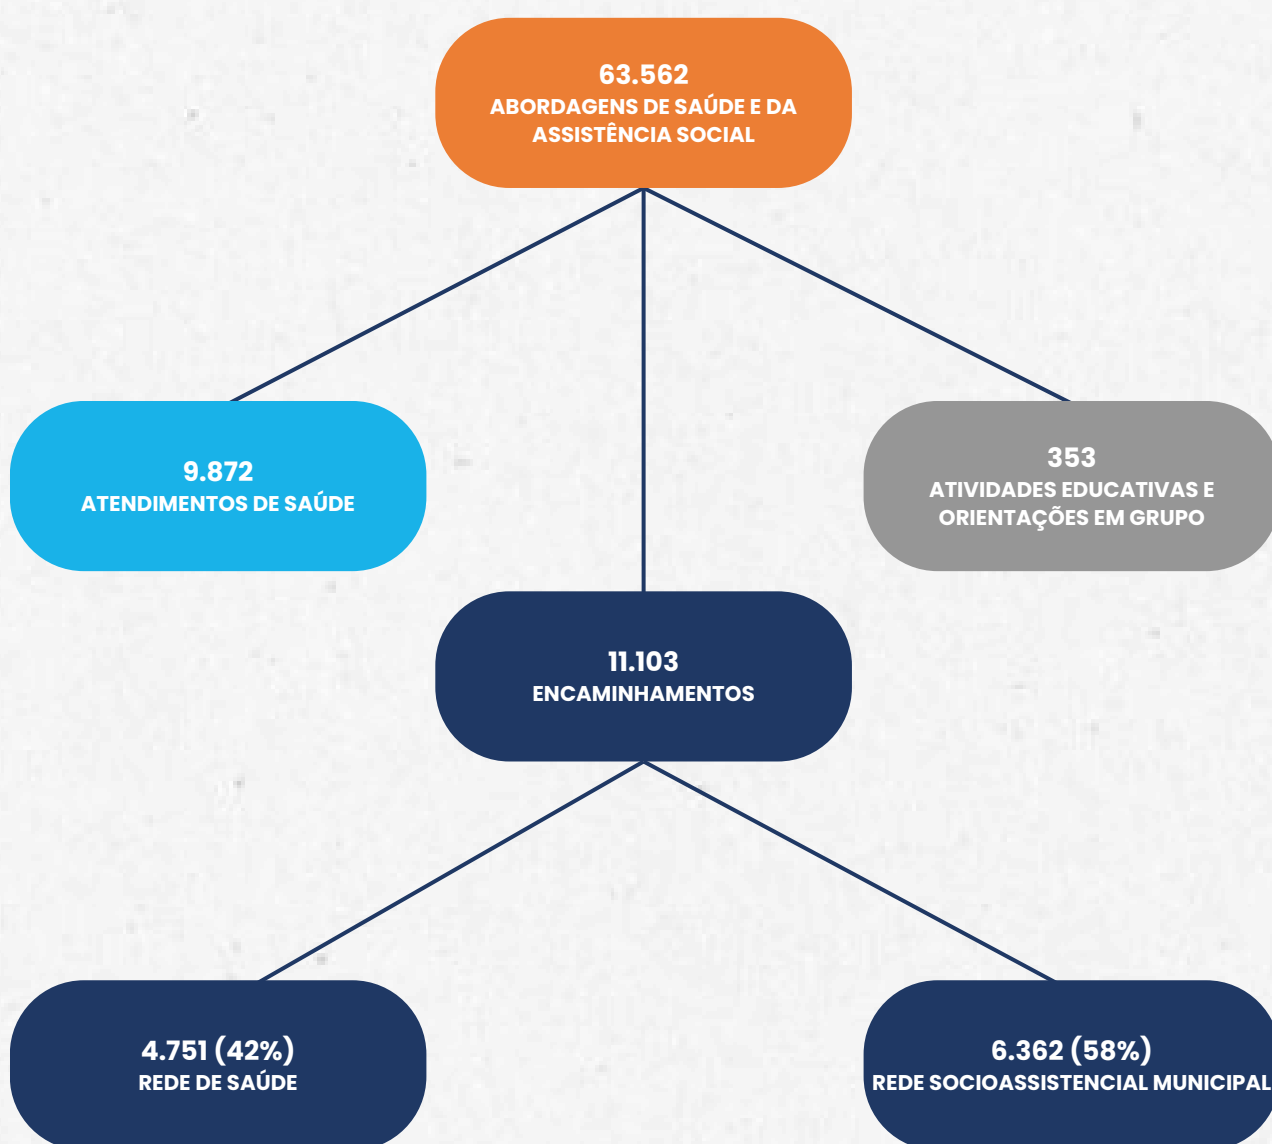 63.562
ABORDAGENS DE SAÚDE E DA
ASSISTÊNCIA SOCIAL
9.872
ATENDIMENTOS DE SAÚDE
353
ATIVIDADES EDUCATIVAS E
ORIENTAÇÕES EM GRUPO
11.103
ENCAMINHAMENTOS
4.751 (42%)
REDE DE SAÚDE
6.362 (58%)
REDE SOCIOASSISTENCIAL MUNICIPAL